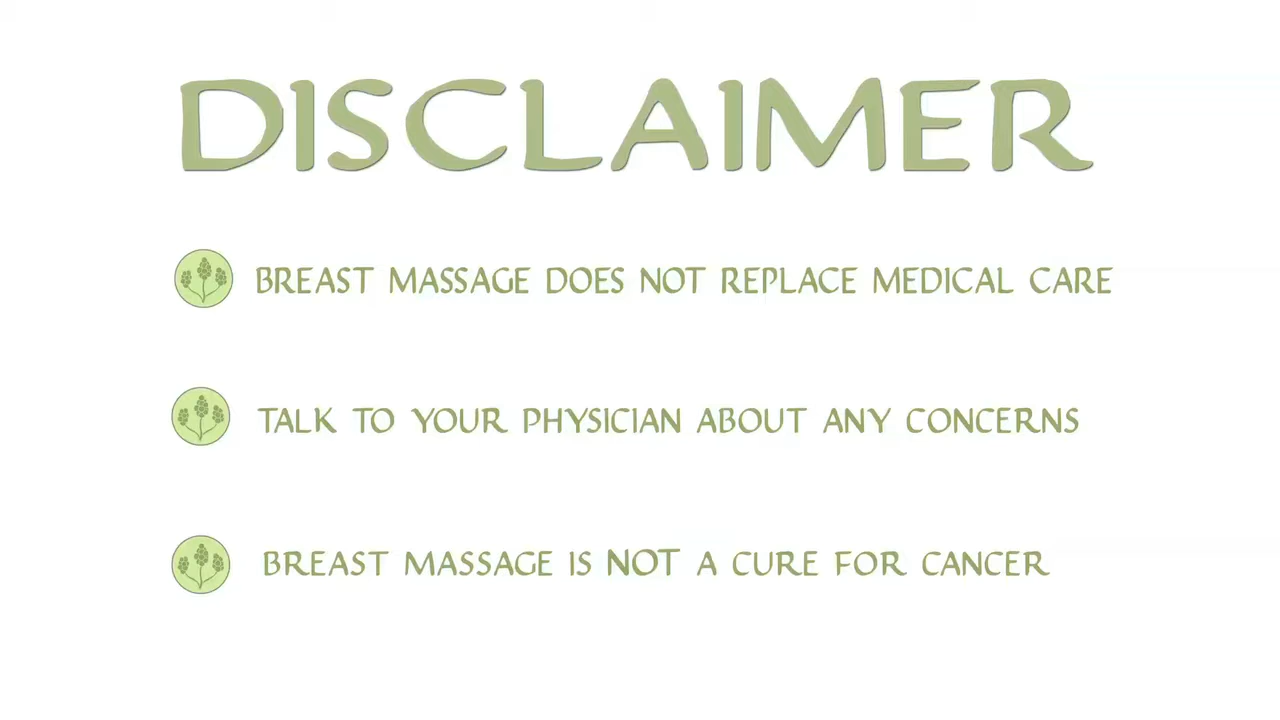 DISCLAIMER
BREAST MASSAGE DOES NOT REPLACE MEDICAL CARE
TALK TO YOUR PHYSICIAN ABOUT ANY CONCERNS
BREAST MASSAGE IS NOT A CURE FOR CANCER